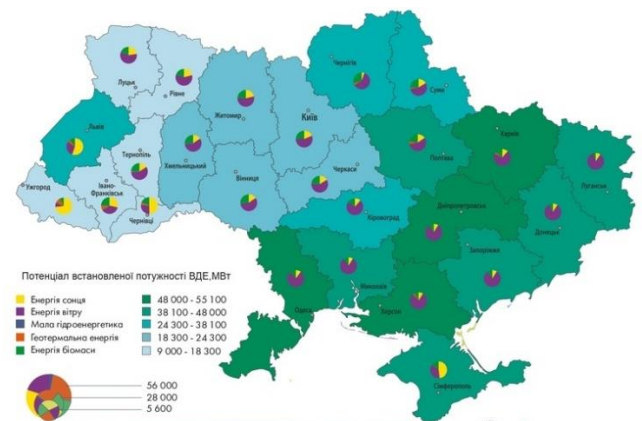 Чернігів
Суми
Луцьк
Рівне
Житомир
Київ
Львів
Харків
Тернопіль
Хмельницький
Полтава
Луганськ
Ужгород
Івано-
Франківськ
Вінниця
Черкаси
Чернівці
Кіровоград
Дніпропетровськ
Донецьк
Запоріжжя
Миколаїв
Одеса
Херсон
Сімферополь
Потенціал встановленої потужності ВДЕ,МВт
Енергія сонця
Енергія вітру
Мала гідроенергетика
Геотермальна енергія
Енергія біомаси
48 000 - 55 100
38 100 - 48 000
24 300 - 38 100
18 300 - 24 300
9 000 - 18 300
56 000
28 000
5 600